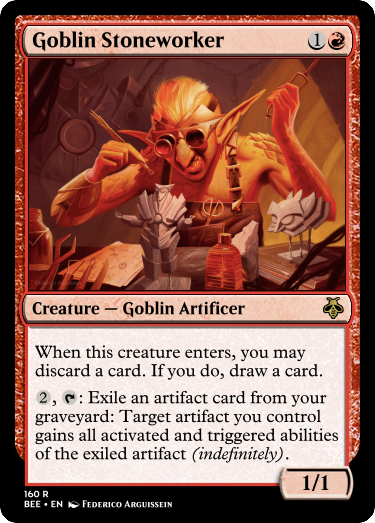 Goblin Stoneworker 1
Creature — Goblin Artificer
When this creature enters, you may
discard a card. If you do, draw a card.
2, : Exile an artifact card from your
graveyard: Target artifact you control
gains all activated and triggered abilities
of the exiled artifact (indefinitely).
1/1
160 R
BEE • EN Federico Arguissein